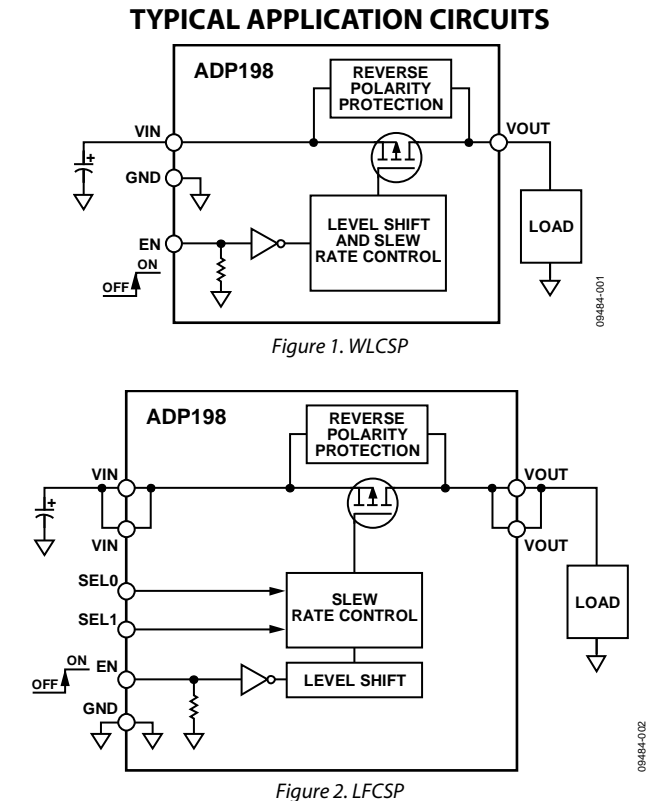 TYPICAL APPLICATION CIRCUITS
ADP198
REVERSE
POLARITY
PROTECTION
VIN
VOUT
+
GND
LEVEL SHIFT
AND SLEW
RATE CONTROL
LOAD
EN
ON
OFF
09484-001
Figure 1. WLCSP
ADP198
REVERSE
POLARITY
PROTECTION
VIN
VOUT
+
VIN
VOUT
SEL0
SLEW
RATE CONTROL
LOAD
SEL1
ON
EN
OFF
LEVEL SHIFT
GND
09484-002
Figure 2. LFCSP